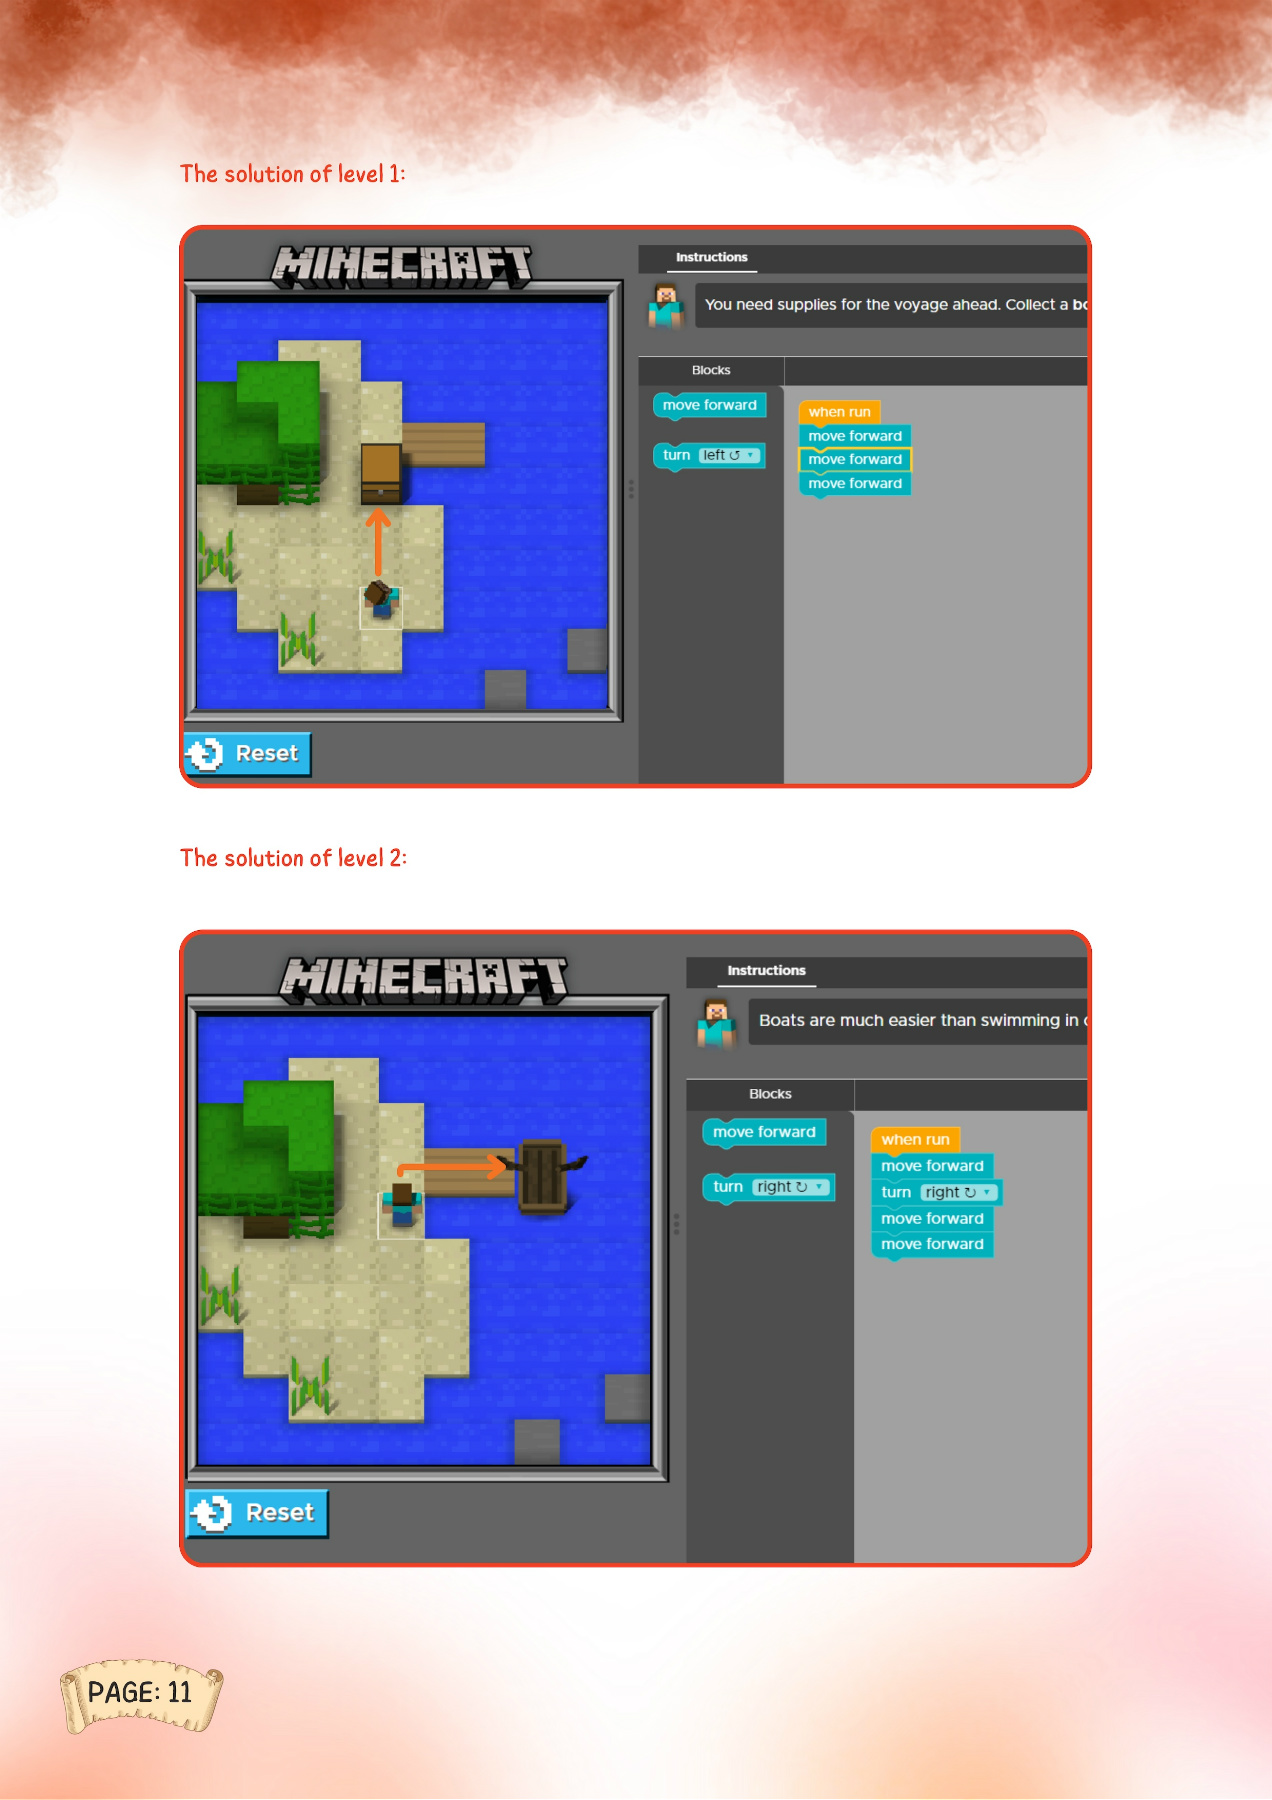 The solution of level 1:
MINECRAFT
Instructions
You need supplies for the voyage ahead. Collect a
Blocks
move forward
turn left ↺ ▼
when run
move forward
move forward
move forward
Reset
The solution of level 2:
MINECRAFT
Instructions
Boats are much easier than swimming in
Blocks
move forward
turn right ↻ ▼
when run
move forward
turn right ↻ ▼
move forward
move forward
Reset
PAGE: 11